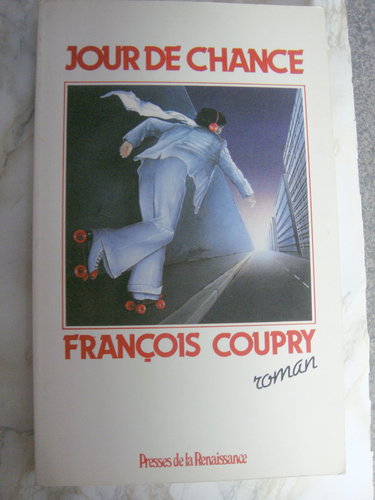 JOUR DE CHANCE
FRANÇOIS COUPRY
roman
Presses de la Renaissance